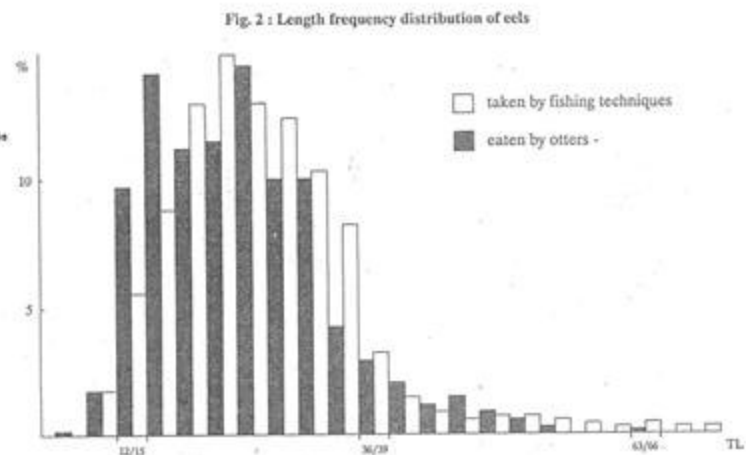 Fig. 2 : Length frequency distribution of eels
%
taken by fishing techniques
eaten by otters -
10
5
12/15
36/39
63/66
TL